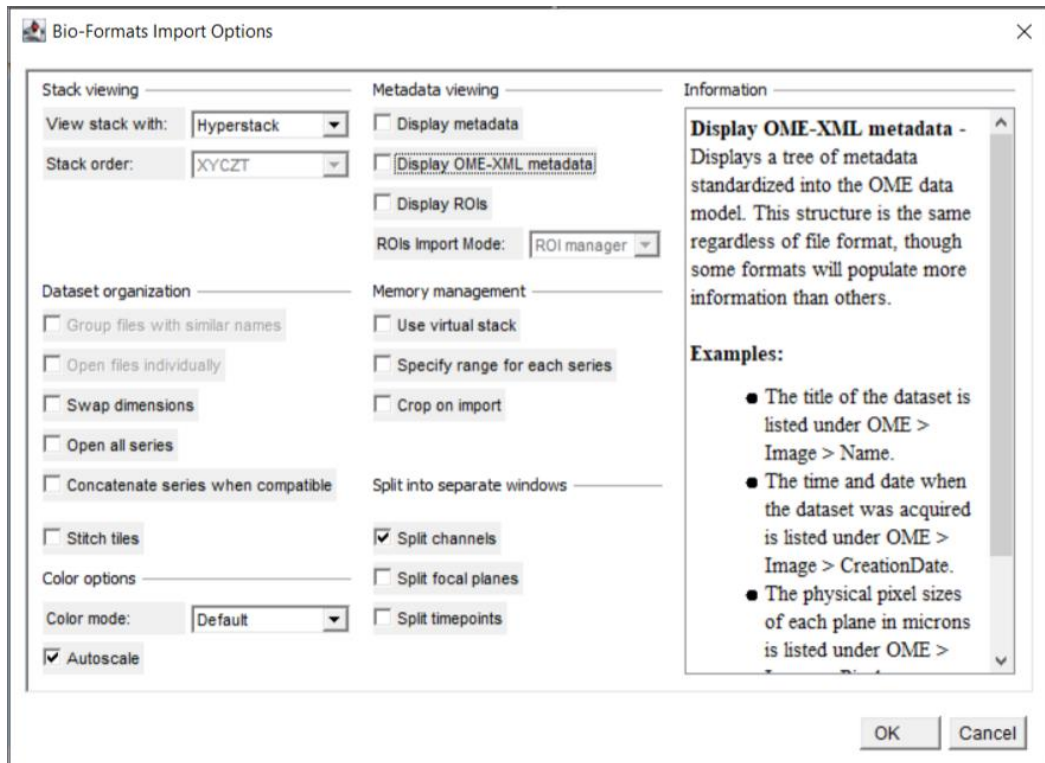 Bio-Formats Import Options
Stack viewing
View stack with: Hyperstack
Stack order: XYCZT
Dataset organization
Group files with similar names
Open files individually
Swap dimensions
Open all series
Concatenate series when compatible
Stitch tiles
Color options
Color mode: Default
Autoscale
Metadata viewing
Display metadata
Display OME-XML metadata
Display ROIs
ROIs Import Mode: ROI manager
Memory management
Use virtual stack
Specify range for each series
Crop on import
Split into separate windows
Split channels
Split focal planes
Split timepoints
Information
Display OME-XML metadata -
Displays a tree of metadata
standardized into the OME data
model. This structure is the same
regardless of file format, though
some formats will populate more
information than others.
Examples:
The title of the dataset is
listed under OME >
Image > Name.
The time and date when
the dataset was acquired
is listed under OME >
Image > CreationDate.
The physical pixel sizes
of each plane in microns
is listed under OME >
OK
Cancel